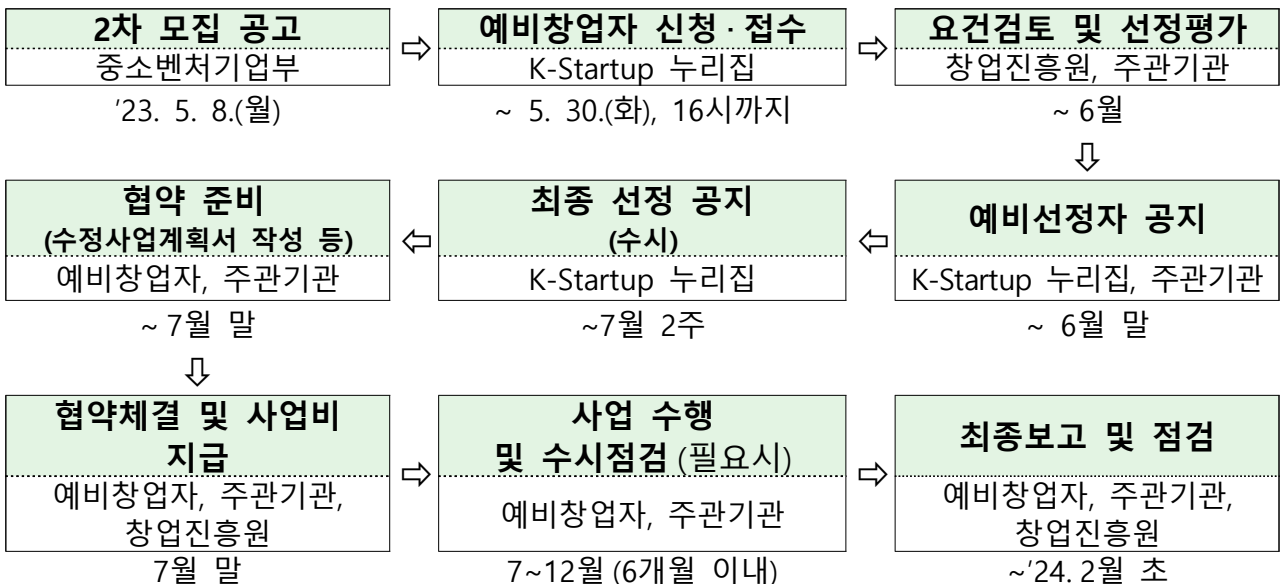 2차 모집 공고
중소벤처기업부
'23. 5. 8.(월)
⇨
예비창업자 신청·접수
K-Startup 누리집
~ 5. 30.(화), 16시까지
⇨
요건검토 및 선정평가
창업진흥원, 주관기관
~ 6월
⇩
예비선정자 공지
K-Startup 누리집, 주관기관
~ 6월 말
⇦
최종 선정 공지
(수시)
K-Startup 누리집
~7월 2주
⇦
협약 준비
(수정사업계획서 작성 등)
예비창업자, 주관기관
~ 7월 말
⇩
협약체결 및 사업비
지급
예비창업자, 주관기관,
창업진흥원
7월 말
⇨
사업 수행
및 수시점검 (필요시)
예비창업자, 주관기관
7~12월 (6개월 이내)
⇨
최종보고 및 점검
예비창업자, 주관기관,
창업진흥원
~'24. 2월 초